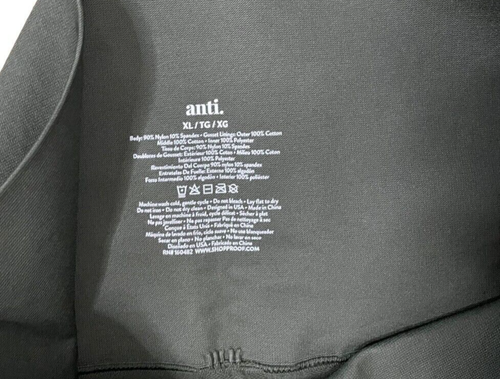 anti.
XL / TG / XG
Body: 90% Nylon 10% Spandex • Gusset Linings Outer 100% Cotton
Middle 100% Cotton • Inner 100% Polyester
Tissu de Corps: 90% Nylon 10% Spandex
Doublures de Gousset: Extérieur 100% Coton • Milieu 100% Coton
Intérieure 100% Polyester
Revestimiento Del Cuerpo 90% nylon 10% spandex
Entretelas De Fuelle: Externo 100% algodón
Forro Intermedio 100% algodón • Interior 100% poliéster
Machine wash cold, gentle cycle • Do not bleach • Lay flat to dry
Do not iron • Do not dry clean • Designed in USA • Made in China
Lavage en machine à froid, cycle délicat • Sécher à plat
Ne pas javelliser • Ne pas repasser Pas de nettoyage à sec
Conçue à États Unis • Fabriqué en Chine
Máquina de lavado en frío, ciclo suave • No use blanqueador
Secar en plano • No planchar • No lavar en seco
Diseñado en USA • Fabricado en China
RN# 160482 WWW.SHOPPROOF.COM